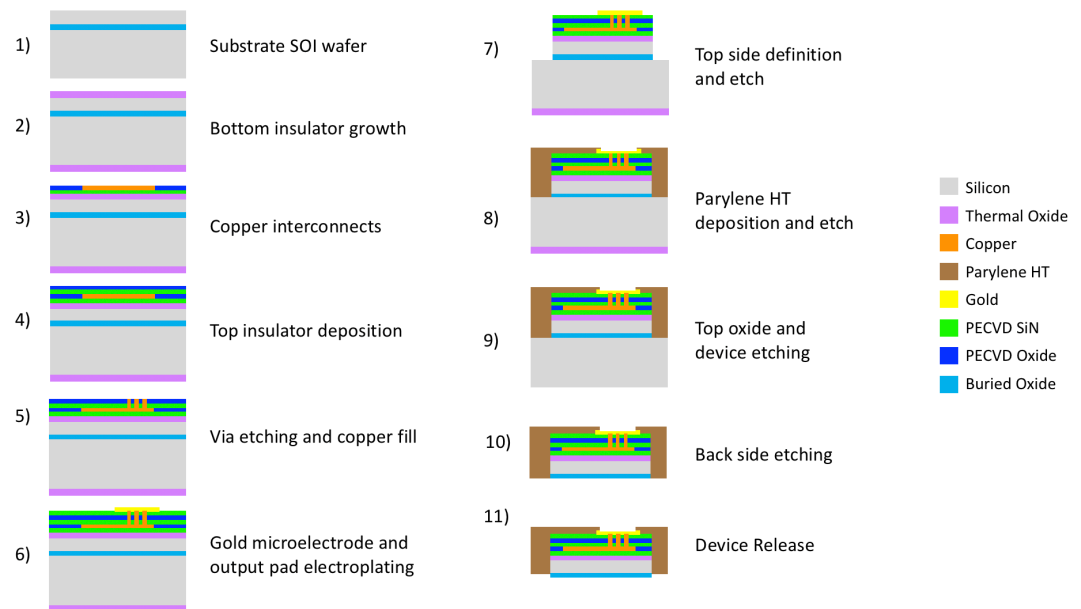 1)
Substrate SOI wafer
2)
Bottom insulator growth
3)
Copper interconnects
4)
Top insulator deposition
5)
Via etching and copper fill
6)
Gold microelectrode and
output pad electroplating
7)
Top side definition
and etch
8)
Parylene HT
deposition and etch
9)
Top oxide and
device etching
10)
Back side etching
11)
Device Release
Silicon
Thermal Oxide
Copper
Parylene HT
Gold
PECVD SiN
PECVD Oxide
Buried Oxide